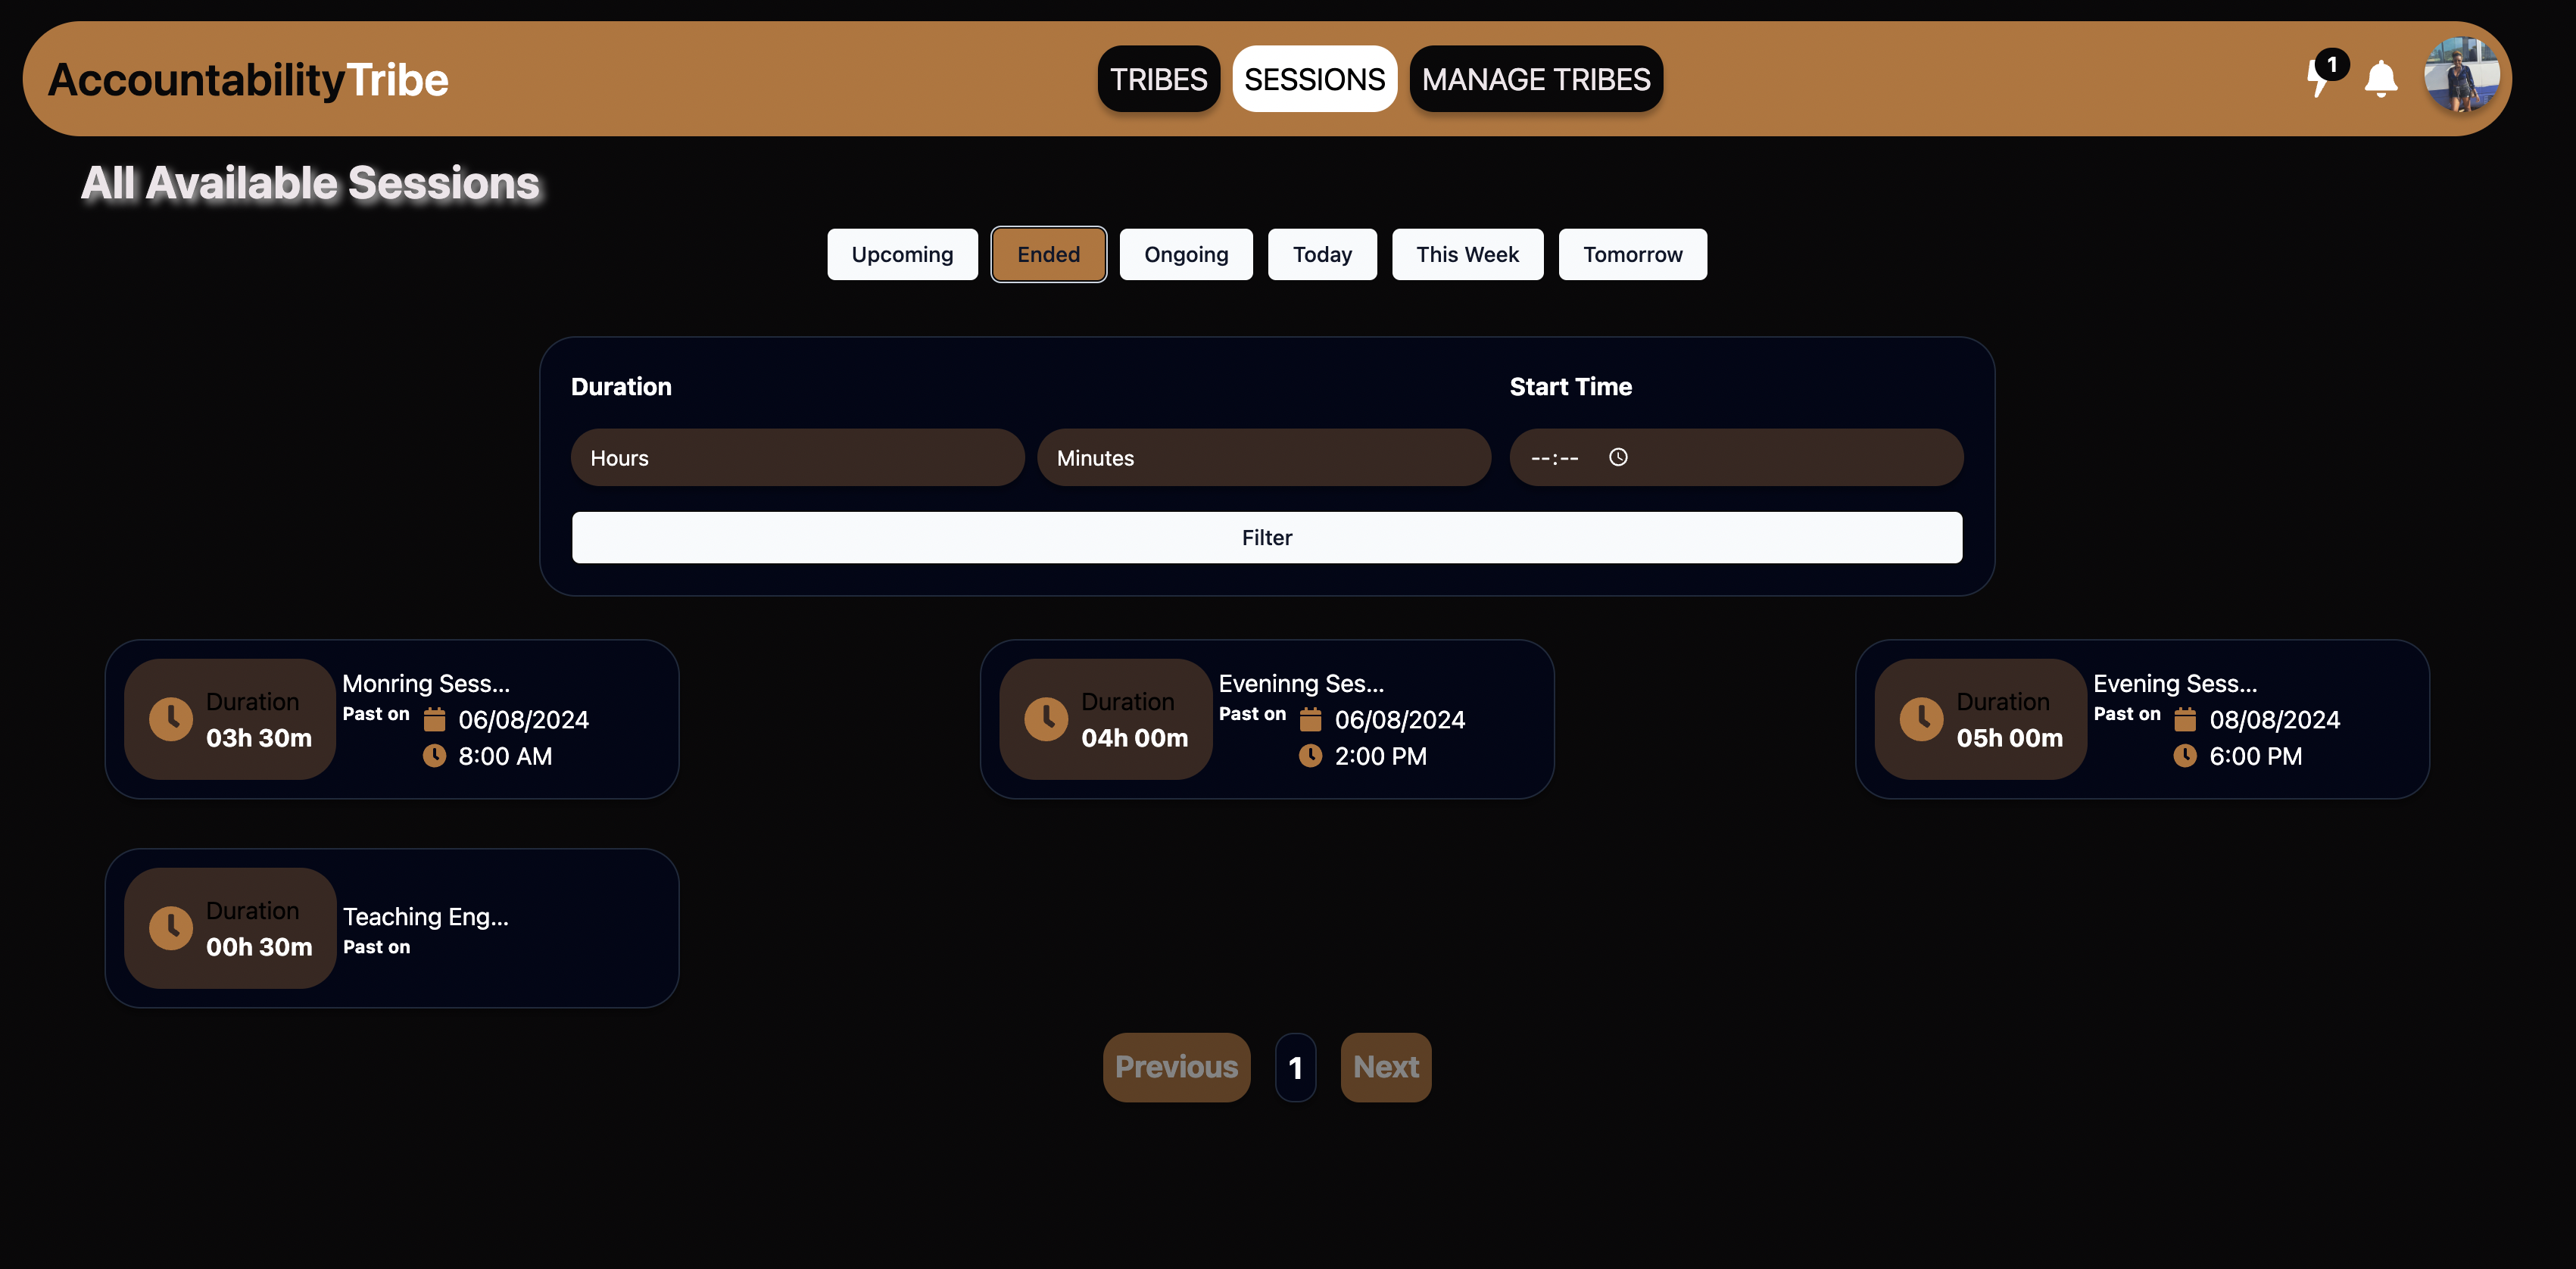 AccountabilityTribe
TRIBES
SESSIONS
MANAGE TRIBES
1
All Available Sessions
Upcoming
Ended
Ongoing
Today
This Week
Tomorrow
Duration
Start Time
Hours
Minutes
--:--
Filter
Duration
03h 30m
Monring Sess...
Past on
06/08/2024
8:00 AM
Duration
04h 00m
Eveninng Ses...
Past on
06/08/2024
2:00 PM
Duration
05h 00m
Evening Sess...
Past on
08/08/2024
6:00 PM
Duration
00h 30m
Teaching Eng...
Past on
Previous
1
Next